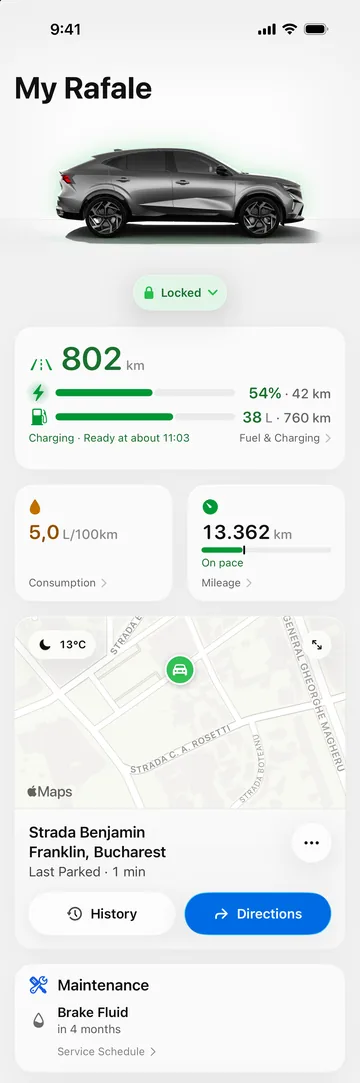 9:41
My Rafale
Locked
802 km
54% · 42 km
38 L · 760 km
Charging · Ready at about 11:03
Fuel & Charging
5,0 L/100km
Consumption
13.362 km
On pace
Mileage
13°C
STRADA
GENERAL GHEORGHE MAGHERU
STRADA C. A. ROSETTI
STRADA BOTEANU
Maps
Strada Benjamin
Franklin, Bucharest
Last Parked · 1 min
History
Directions
Maintenance
Brake Fluid
in 4 months
Service Schedule